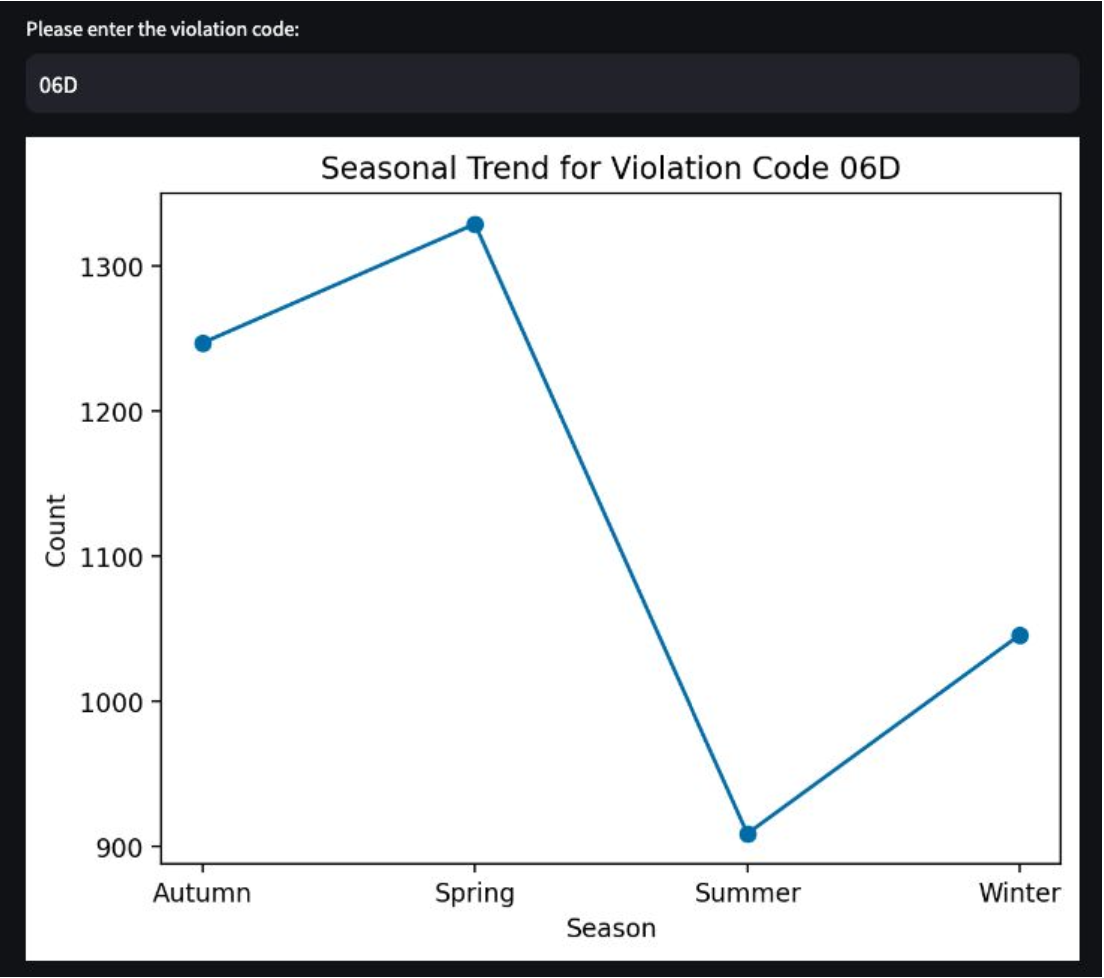 Please enter the violation code:
06D
Seasonal Trend for Violation Code 06D
1300
1200
1100
1000
900
Count
Autumn Spring Summer Winter
Season